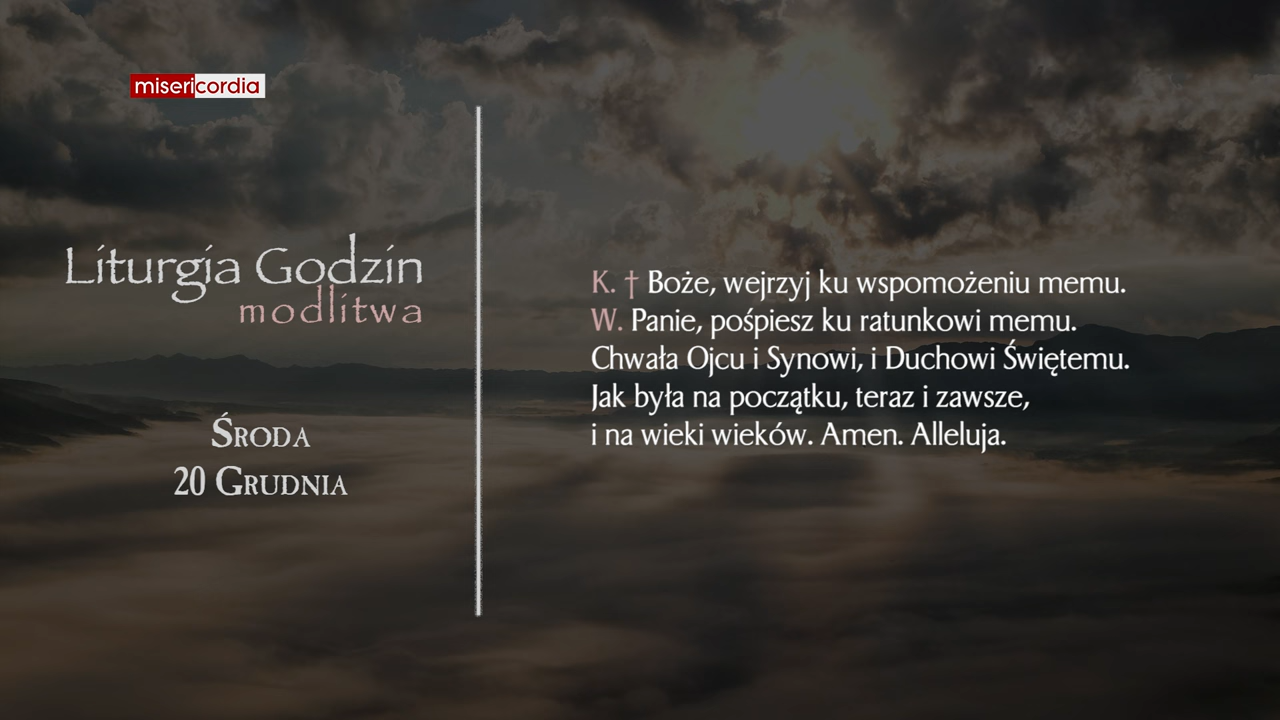 misericordia
Liturgia Godzin
modlitwa
Środa
20 Grudnia
K. † Boże, wejrzyj ku wspomożeniu memu.
W. Panie, pośpiesz ku ratunkowi memu.
Chwała Ojcu i Synowi, i Duchowi Świętemu.
Jak była na początku, teraz i zawsze,
i na wieki wieków. Amen. Alleluja.